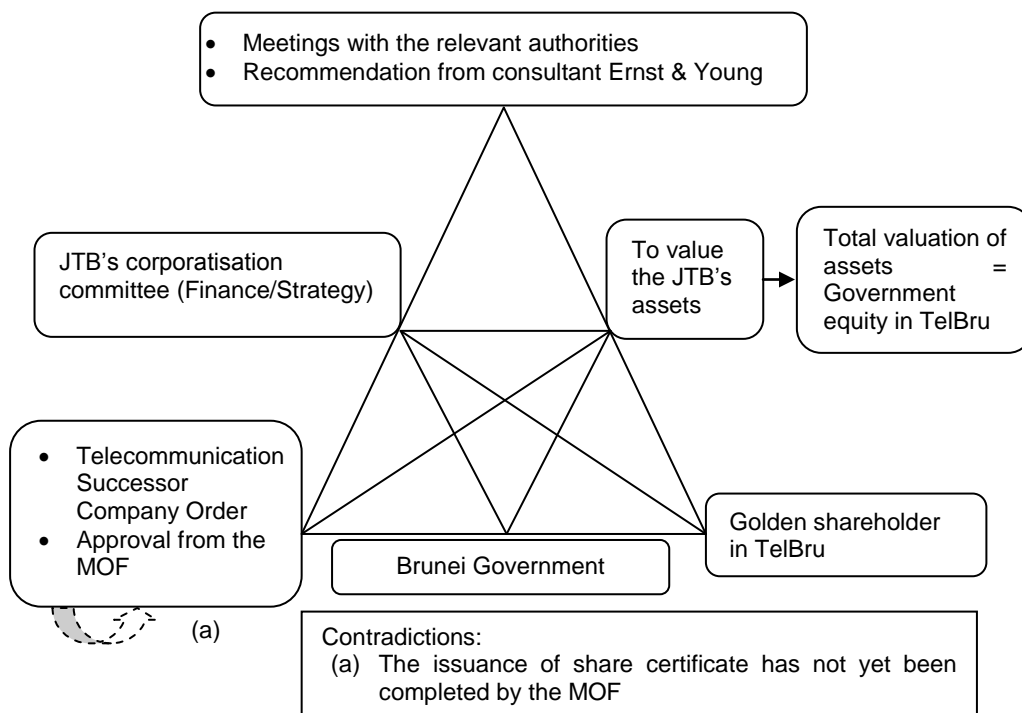 • Meetings with the relevant authorities
• Recommendation from consultant Ernst & Young
JTB’s corporatisation
committee (Finance/Strategy)
To value
the JTB’s
assets
Total valuation of
assets =
Government
equity in TelBru
• Telecommunication
Successor
Company Order
• Approval from the
MOF
Golden shareholder
in TelBru
Brunei Government
(a)
Contradictions:
(a) The issuance of share certificate has not yet been
completed by the MOF